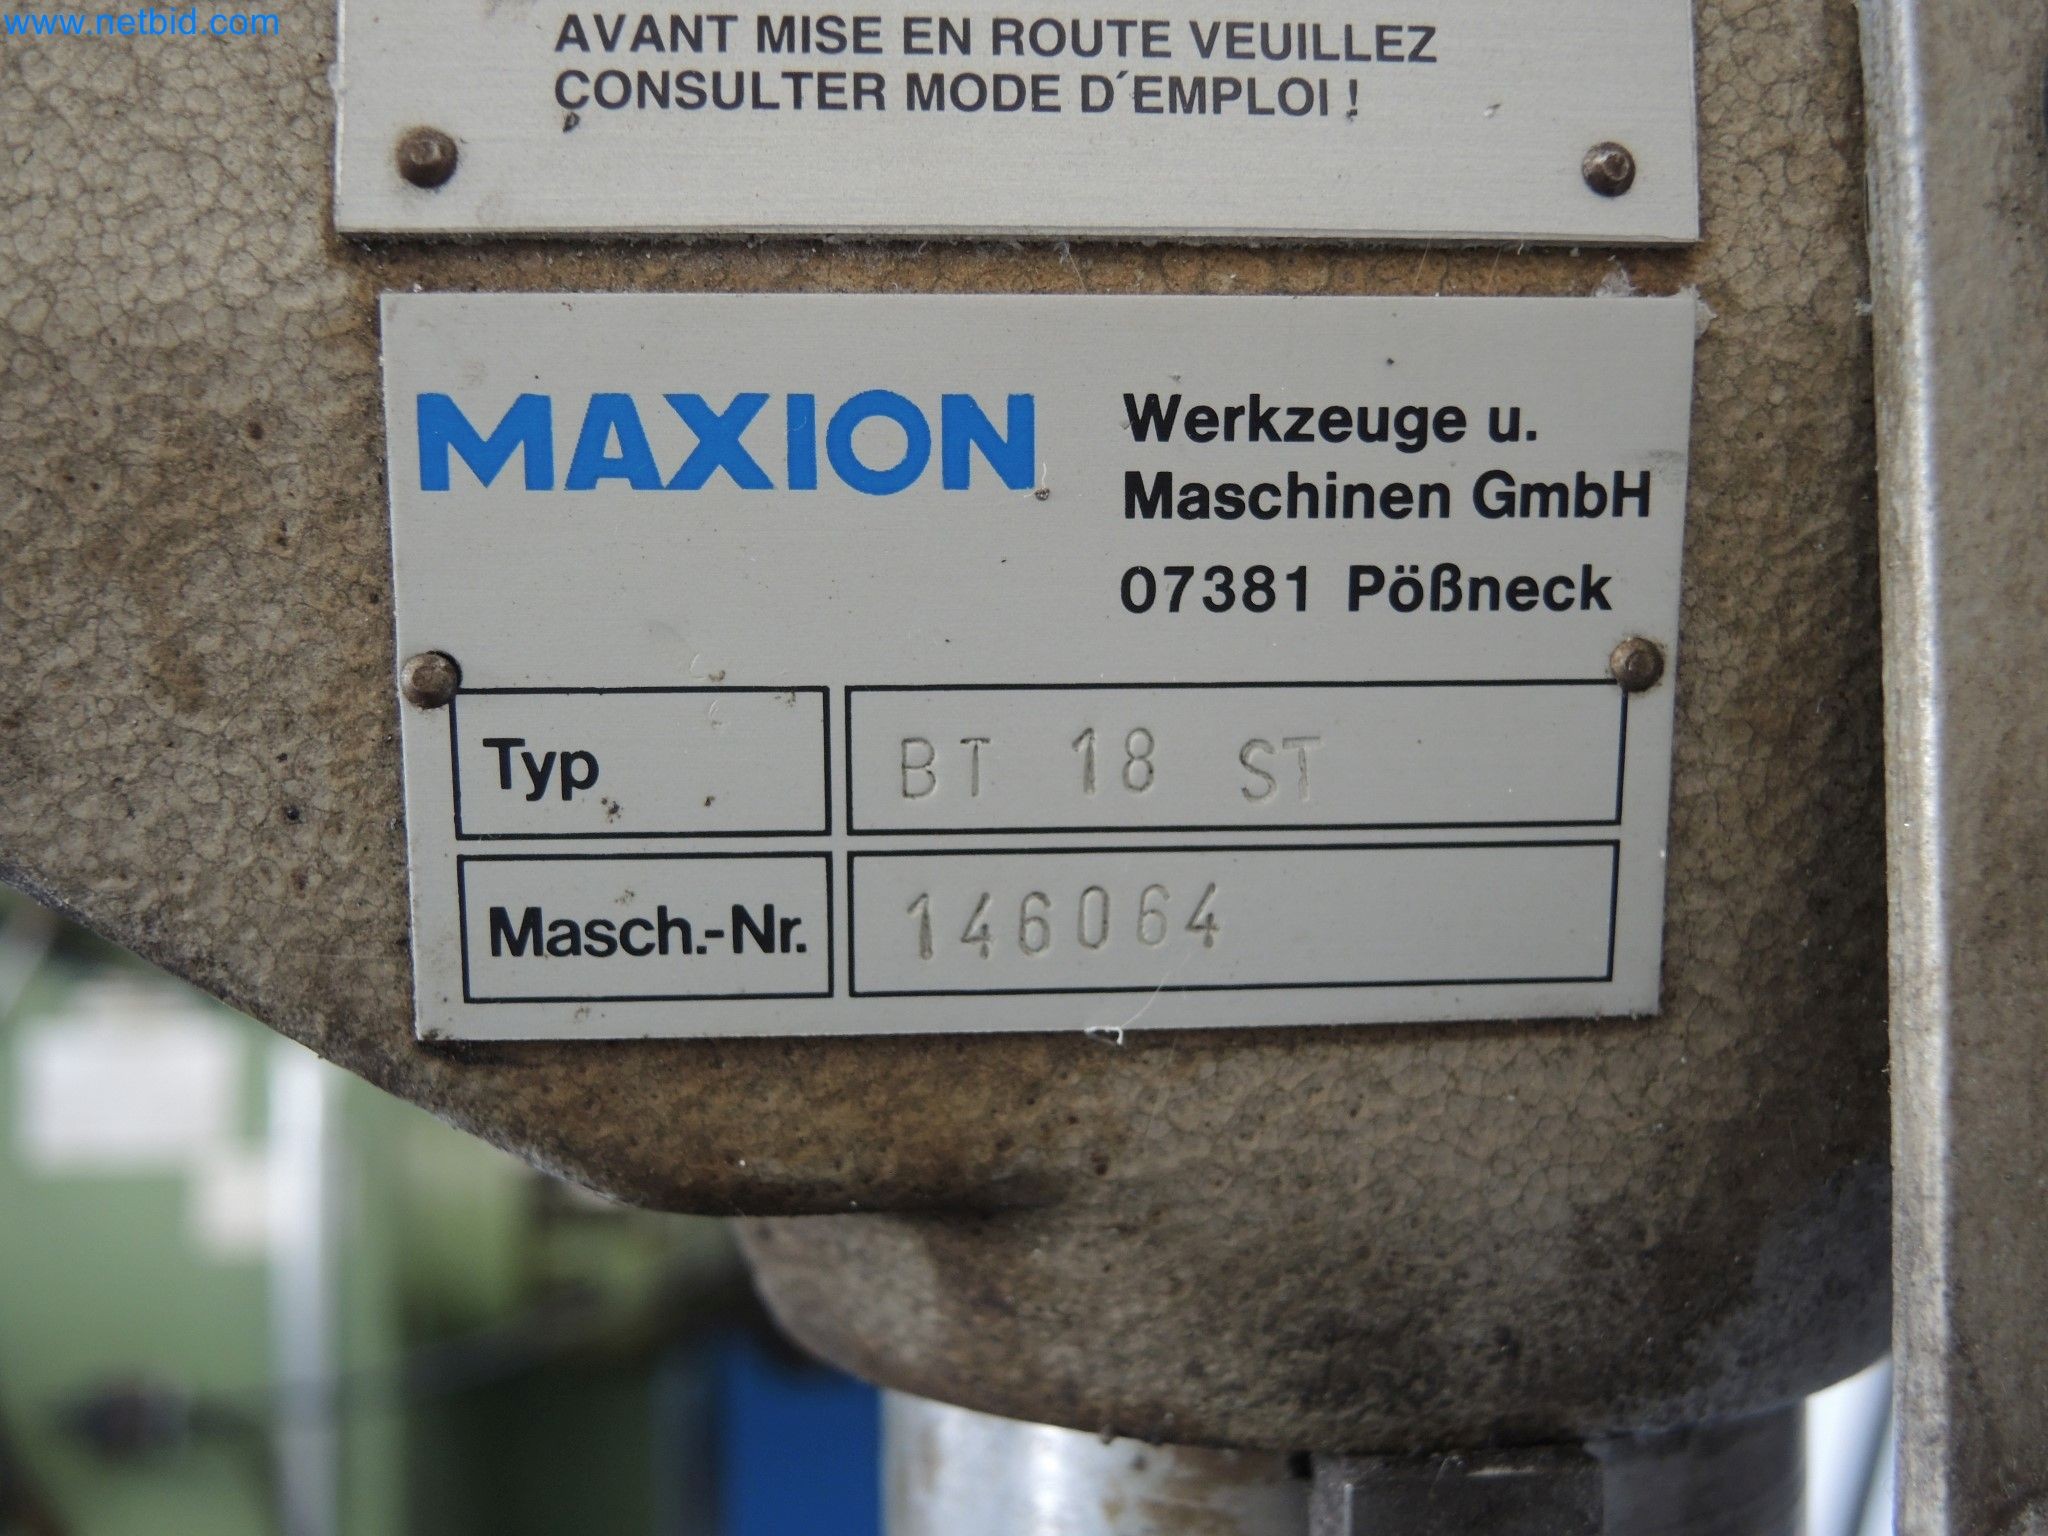 www.netbid.com
AVANT MISE EN ROUTE VEUILLEZ
CONSULTER MODE D´EMPLOI !
MAXION
Werkzeuge u.
Maschinen GmbH
07381 Pößneck
Typ BT 18 ST
Masch.-Nr. 146064